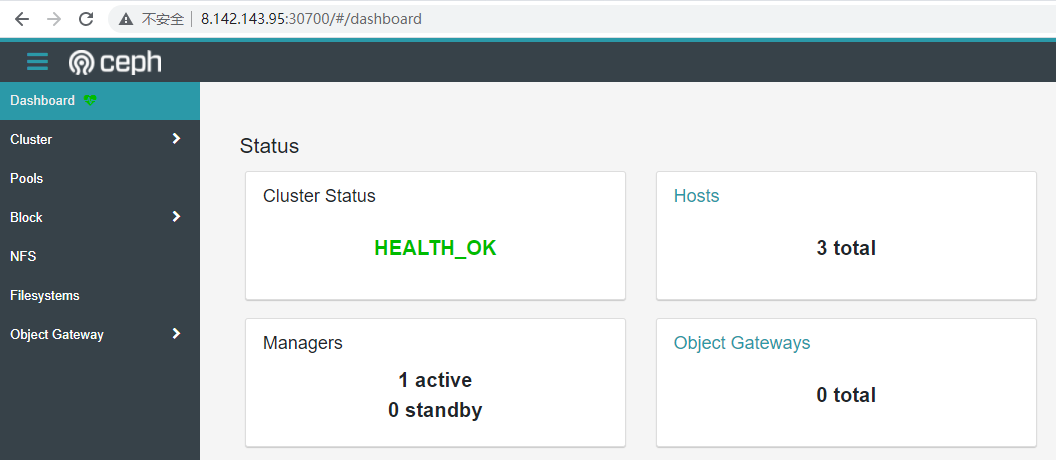 不安全 | 8.142.143.95:30700/#/dashboard
ceph
Dashboard
Cluster
Pools
Block
NFS
Filesystems
Object Gateway
Status
Cluster Status
HEALTH_OK
Hosts
3 total
Managers
1 active
0 standby
Object Gateways
0 total